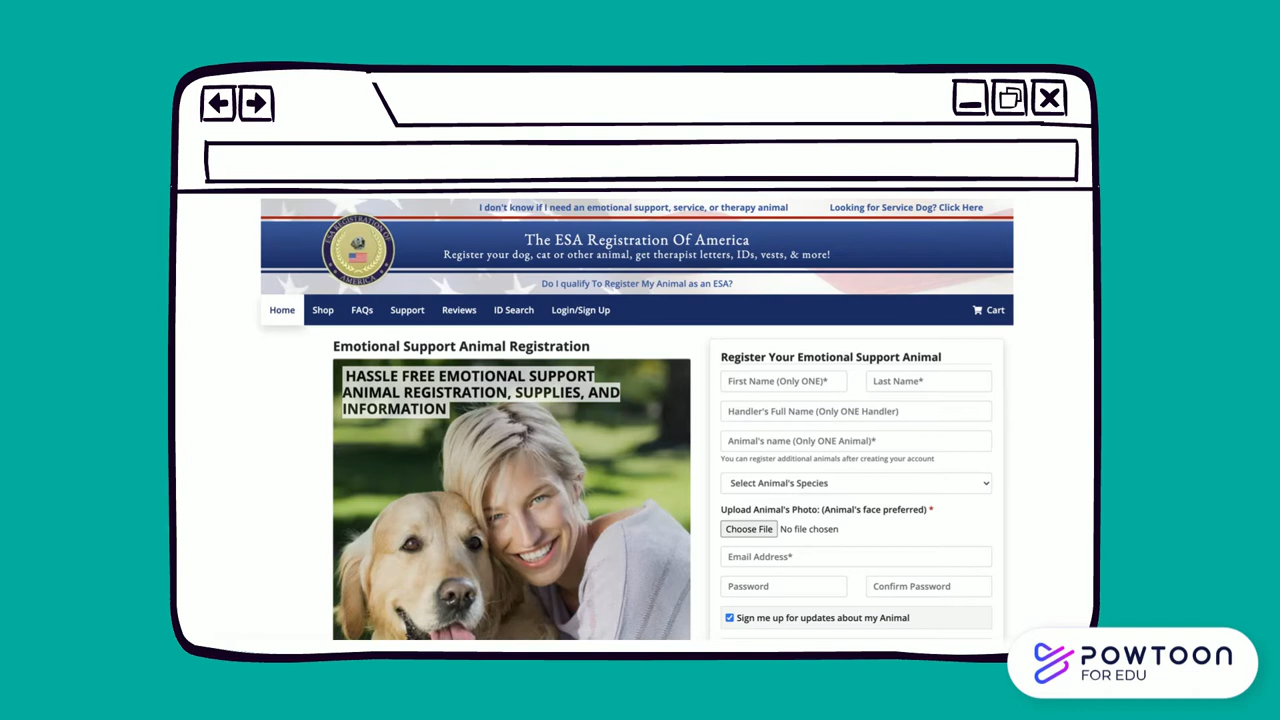 I don't know if I need an emotional support, service, or therapy animal
Looking for Service Dog? Click Here
ESA REGISTRATION OF
AMERICA
The ESA Registration Of America
Register your dog, cat or other animal, get therapist letters, IDs, vests, & more!
Do I qualify To Register My Animal as an ESA?
Home Shop FAQs Support Reviews ID Search Login/Sign Up Cart
Emotional Support Animal Registration
HASSLE FREE EMOTIONAL SUPPORT
ANIMAL REGISTRATION, SUPPLIES, AND
INFORMATION
Register Your Emotional Support Animal
First Name (Only ONE)* Last Name*
Handler's Full Name (Only ONE Handler)
Animal's name (Only ONE Animal)*
You can register additional animals after creating your account
Select Animal's Species
Upload Animal's Photo: (Animal's face preferred) *
Choose File No file chosen
Email Address*
Password Confirm Password
Sign me up for updates about my Animal
POWTOON
FOR EDU